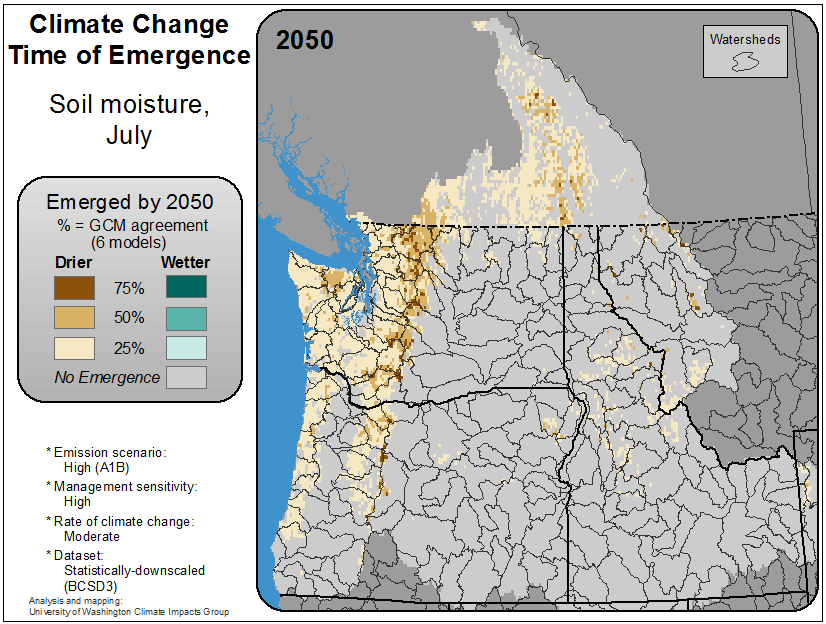 Climate Change
Time of Emergence
Soil moisture,
July
Emerged by 2050
% = GCM agreement
(6 models)
Drier Wetter
75%
50%
25%
No Emergence
* Emission scenario:
High (A1B)
* Management sensitivity:
High
* Rate of climate change:
Moderate
* Dataset:
Statistically-downscaled
(BCSD3)
Analysis and mapping:
University of Washington Climate Impacts Group
2050
Watersheds